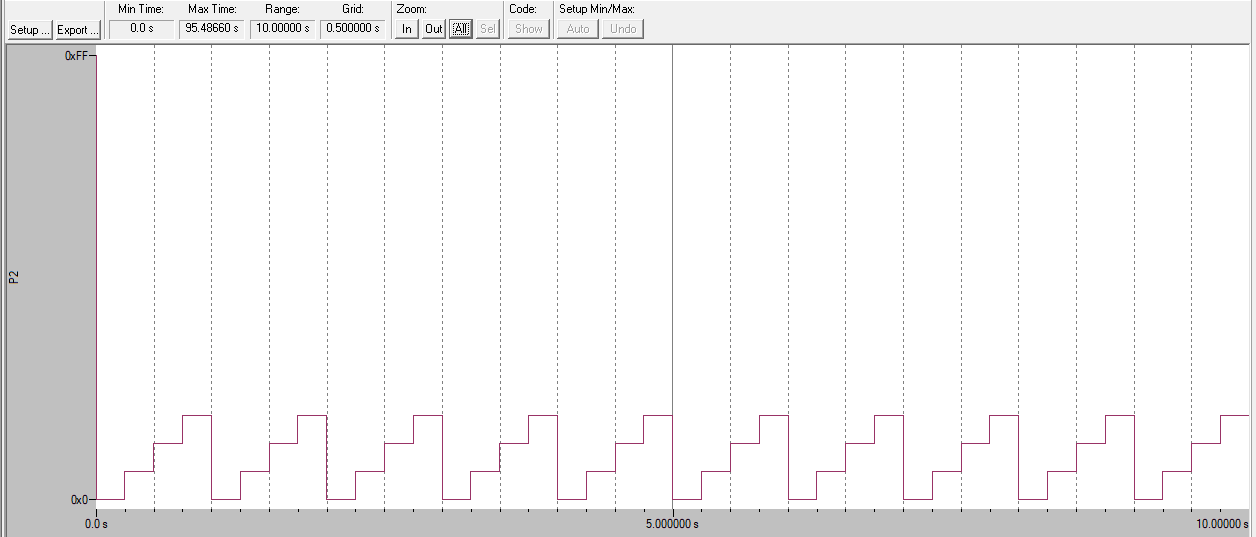 Min Time: Max Time: Range: Grid: Zoom: Code: Setup Min/Max:
Setup ... Export ... 0.0 s 95.48660 s 10.00000 s 0.500000 s In Out All Sel Show Auto Undo
0xFF
P2
0x0
0.0 s 5.000000 s 10.00000 s